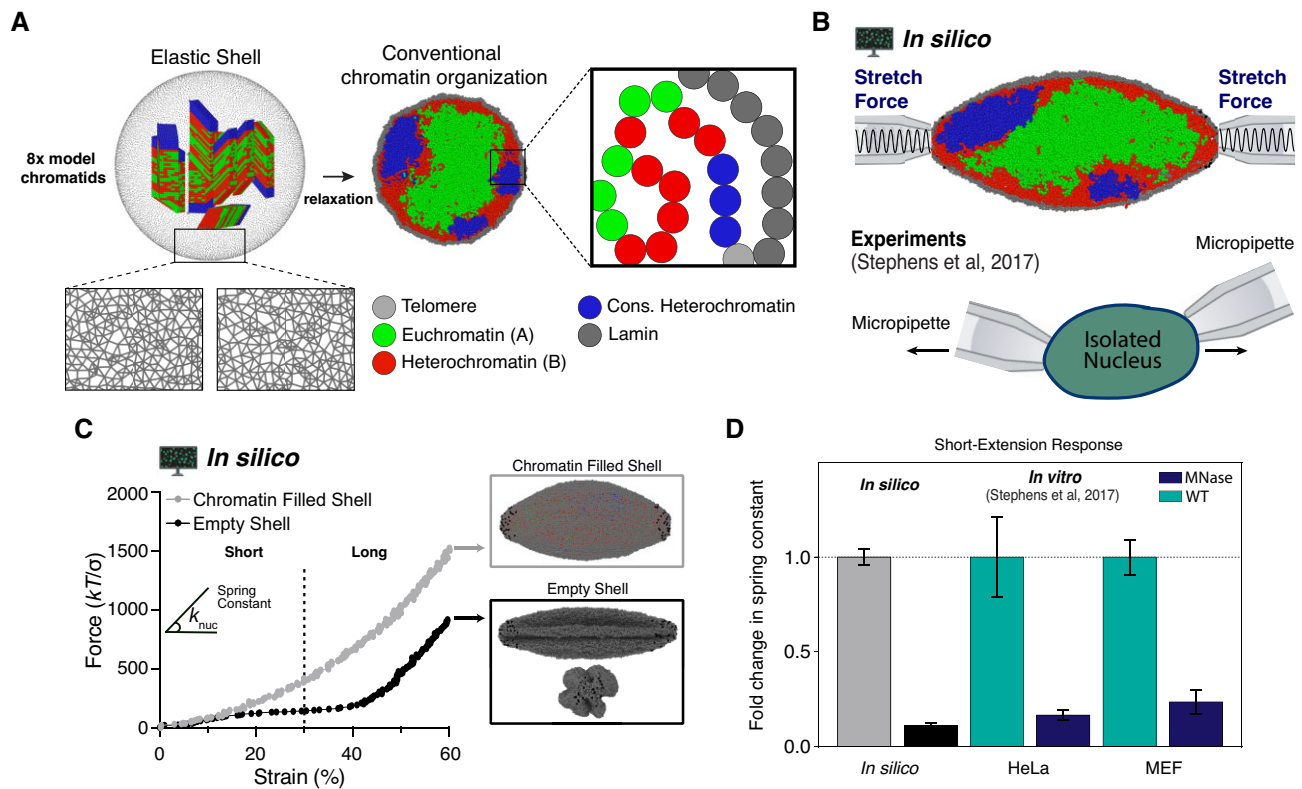 A
Elastic Shell
8x model
chromatids
relaxation
Conventional
chromatin organization
Telomere
Euchromatin (A)
Heterochromatin (B)
Cons. Heterochromatin
Lamin
B
In silico
Stretch
Force
Stretch
Force
Experiments
(Stephens et al, 2017)
Micropipette
Micropipette
Isolated
Nucleus
C
In silico
Chromatin Filled Shell
Empty Shell
Short
Long
Spring
Constant
knuc
Force (kT/σ)
2000
1500
1000
500
0
0
20
40
60
Strain (%)
Chromatin Filled Shell
Empty Shell
D
Short-Extension Response
In silico
In vitro
(Stephens et al, 2017)
MNase
WT
Fold change in spring constant
1.0
0.5
0.0
In silico
HeLa
MEF